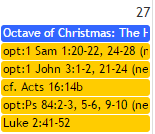 27
Octave of Christmas: The H
opt:1 Sam 1:20-22, 24-28 (n
opt:1 John 3:1-2, 21-24 (ne
cf. Acts 16:14b
opt:Ps 84:2-3, 5-6, 9-10 (ne
Luke 2:41-52